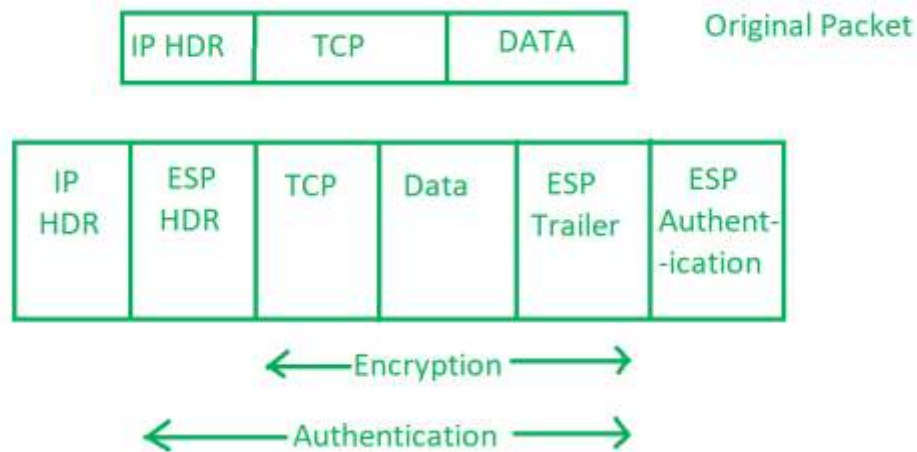 Original Packet
IP HDR
TCP
DATA
IP
HDR
ESP
HDR
TCP
Data
ESP
Trailer
ESP
Authent-
-ication
Encryption
Authentication